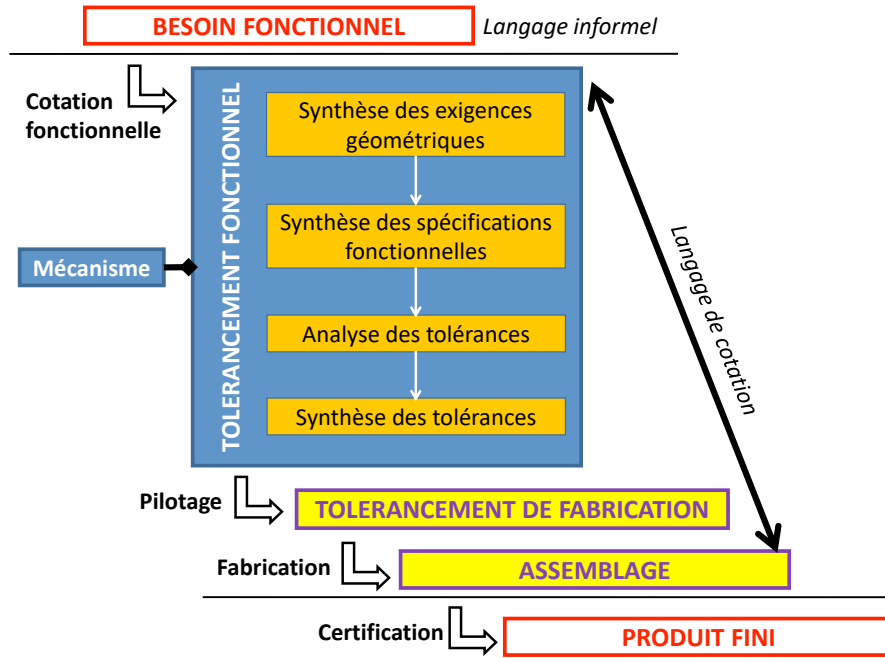 BESOIN FONCTIONNEL
Langage informel
Cotation
fonctionnelle
TOLERANCEMENT FONCTIONNEL
Synthèse des exigences
géométriques
Synthèse des spécifications
fonctionnelles
Mécanisme
Analyse des tolérances
Synthèse des tolérances
Langage de cotation
Pilotage
TOLERANCEMENT DE FABRICATION
Fabrication
ASSEMBLAGE
Certification
PRODUIT FINI